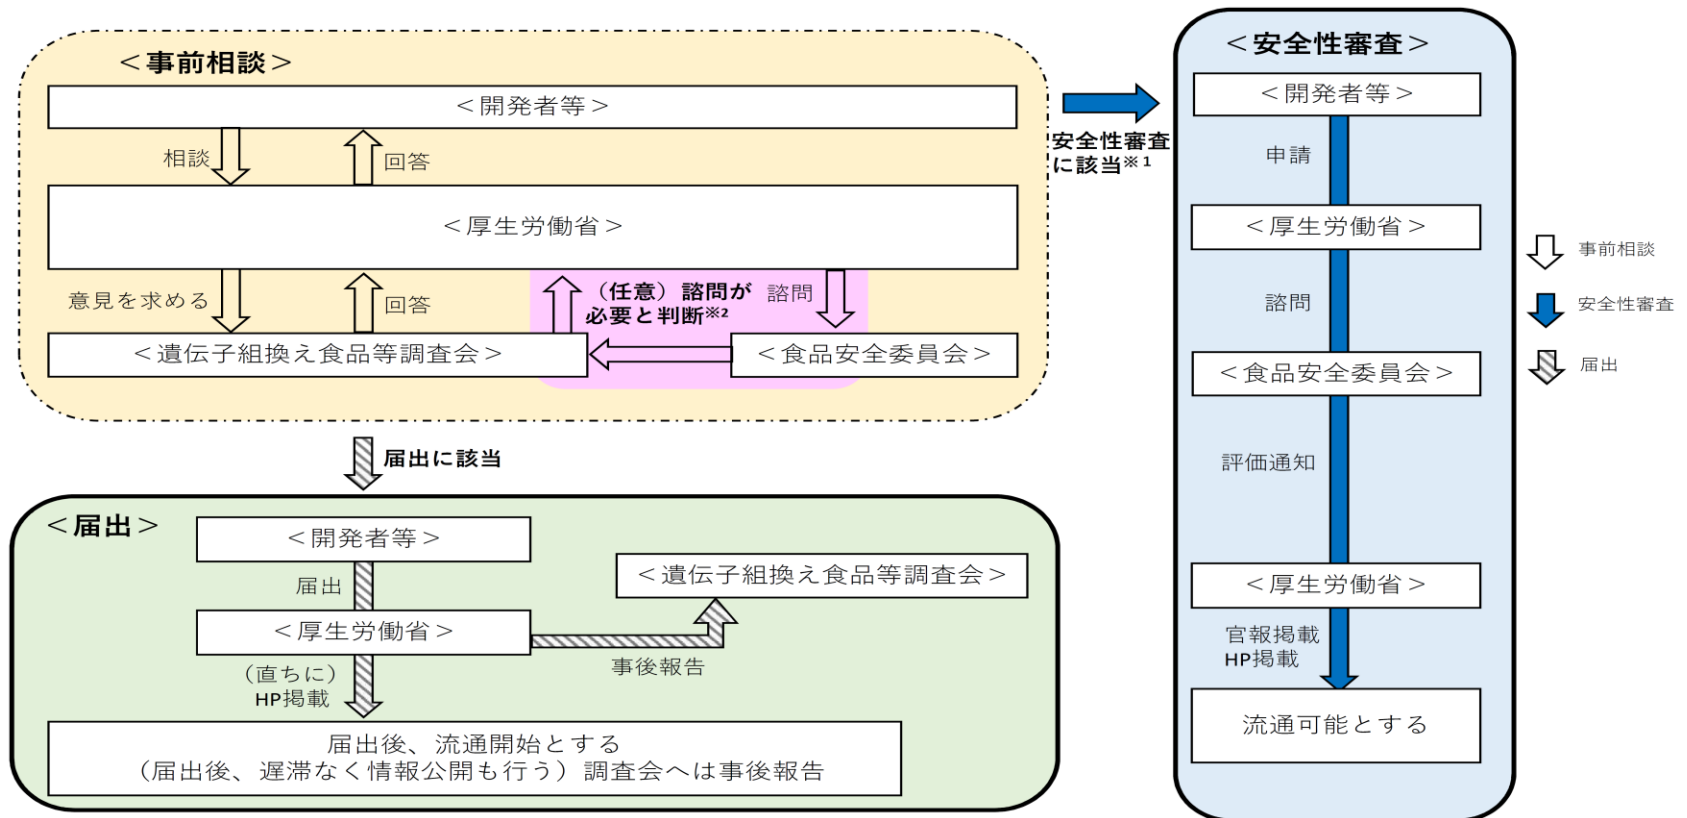 ＜事前相談＞
＜開発者等＞
相談
回答
＜厚生労働省＞
意見を求める
回答
（任意）諮問が
必要と判断※2
諮問
＜遺伝子組換え食品等調査会＞
＜食品安全委員会＞
安全性審査
に該当※1
届出に該当
＜届出＞
＜開発者等＞
届出
＜厚生労働省＞
＜遺伝子組換え食品等調査会＞
事後報告
（直ちに）
HP掲載
届出後、流通開始とする
（届出後、遅滞なく情報公開も行う）調査会へは事後報告
＜安全性審査＞
＜開発者等＞
申請
＜厚生労働省＞
諮問
＜食品安全委員会＞
評価通知
＜厚生労働省＞
官報掲載
HP掲載
流通可能とする
事前相談
安全性審査
届出